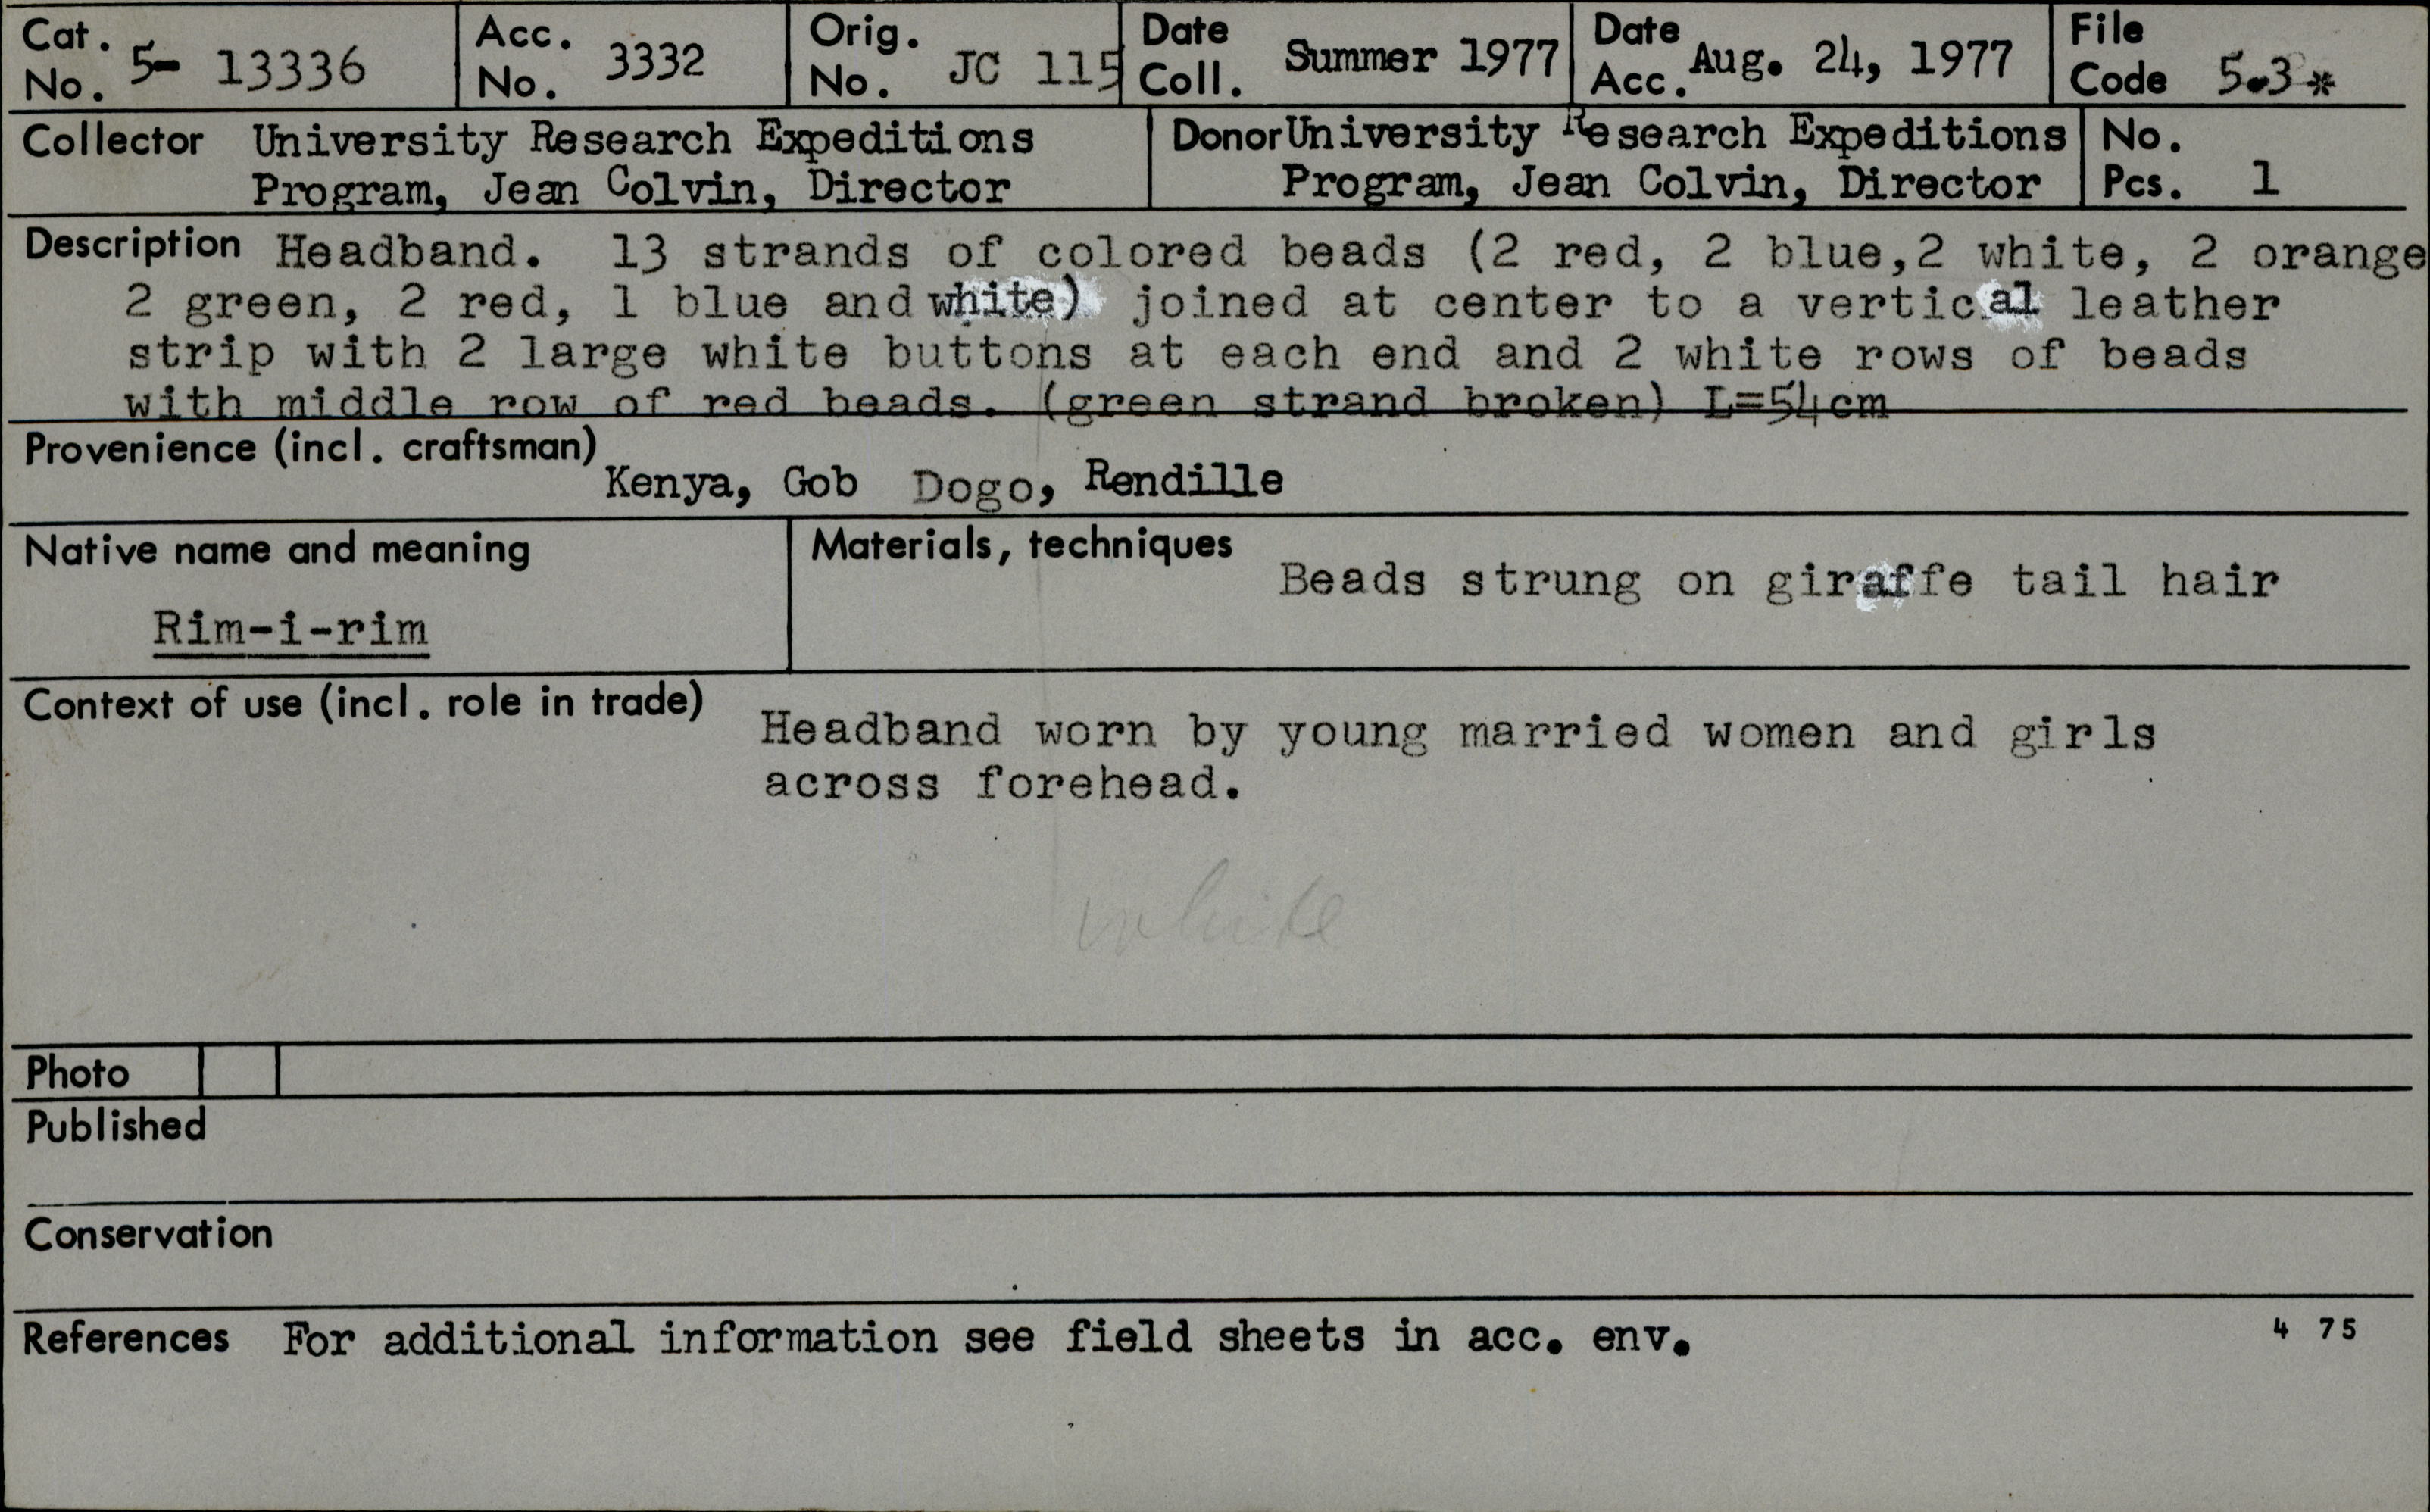 Cat. No. 5- 13336 Acc. No. 3332 Orig. No. JC 115 Date Coll. Summer 1977 Date Acc. Aug. 24, 1977 File Code 5.3*
Collector University Research Expeditions
Program, Jean Colvin, Director
Donor University Research Expeditions
Program, Jean Colvin, Director
No. Pcs. 1
Description Headband. 13 strands of colored beads (2 red, 2 blue,2 white, 2 orange
2 green, 2 red, 1 blue and white) joined at center to a vertical leather
strip with 2 large white buttons at each end and 2 white rows of beads
with middle row of red beads. (green strand broken) L=54cm
Provenience (incl. craftsman)
Kenya, Gob Dogo, Rendille
Native name and meaning
Rim-i-rim
Materials, techniques
Beads strung on giraffe tail hair
Context of use (incl. role in trade)
Headband worn by young married women and girls
across forehead.
white
Photo
Published
Conservation
References For additional information see field sheets in acc. env.
4 75